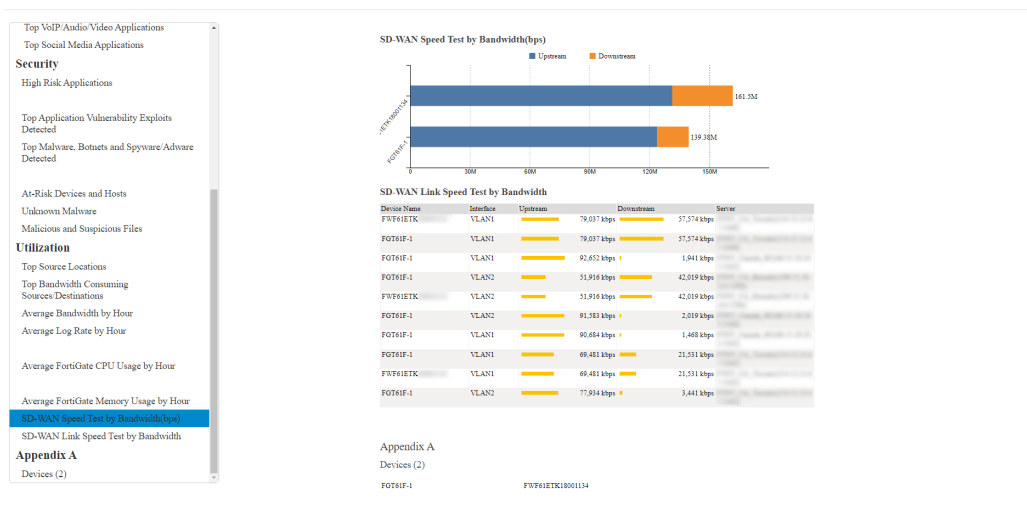 Top VoIP/Audio/Video Applications
Top Social Media Applications
Security
High Risk Applications
Top Application Vulnerability Exploits
Detected
Top Malware, Botnets and Spyware/Adware
Detected
At-Risk Devices and Hosts
Unknown Malware
Malicious and Suspicious Files
Utilization
Top Source Locations
Top Bandwidth Consuming
Sources/Destinations
Average Bandwidth by Hour
Average Log Rate by Hour
Average FortiGate CPU Usage by Hour
Average FortiGate Memory Usage by Hour
SD-WAN Speed Test by Bandwidth(bps)
SD-WAN Link Speed Test by Bandwidth
Appendix A
Devices (2)
SD-WAN Speed Test by Bandwidth(bps)
Upstream Downstream
1ETK18001134 161.5M
FGT61F-1 139.38M
0 30M 60M 90M 120M 150M
SD-WAN Link Speed Test by Bandwidth
Device Name Interface Upstream Downstream Server
FWF61ETK VLAN1 79,037 kbps 57,574 kbps
FGT61F-1 VLAN1 79,037 kbps 57,574 kbps
FGT61F-1 VLAN1 92,652 kbps 1,941 kbps
FGT61F-1 VLAN2 51,916 kbps 42,019 kbps
FWF61ETK VLAN2 51,916 kbps 42,019 kbps
FGT61F-1 VLAN2 91,583 kbps 2,019 kbps
FGT61F-1 VLAN1 90,684 kbps 1,468 kbps
FGT61F-1 VLAN1 69,481 kbps 21,531 kbps
FWF61ETK VLAN1 69,481 kbps 21,531 kbps
FGT61F-1 VLAN2 77,934 kbps 3,441 kbps
Appendix A
Devices (2)
FGT61F-1 FWF61ETK18001134